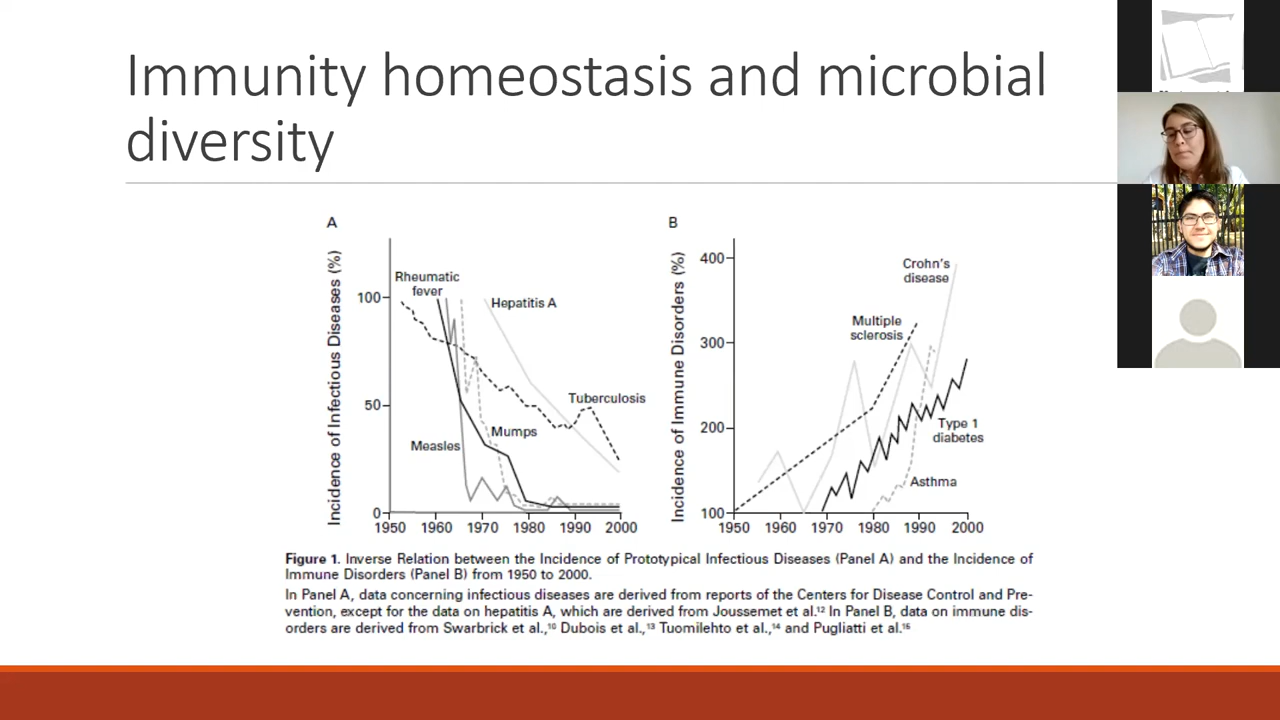 Immunity homeostasis and microbial
diversity
A
Incidence of Infectious Diseases (%)
100
50
0
Rheumatic
fever
Hepatitis A
Tuberculosis
Mumps
Measles
1950 1960 1970 1980 1990 2000
B
Incidence of Immune Disorders (%)
400
300
200
100
Crohn's
disease
Multiple
sclerosis
Type 1
diabetes
Asthma
1950 1960 1970 1980 1990 2000
Figure 1. Inverse Relation between the Incidence of Prototypical Infectious Diseases (Panel A) and the Incidence of
Immune Disorders (Panel B) from 1950 to 2000.
In Panel A, data concerning infectious diseases are derived from reports of the Centers for Disease Control and Pre-
vention, except for the data on hepatitis A, which are derived from Joussemet et al.¹² In Panel B, data on immune dis-
orders are derived from Swarbrick et al.,¹⁰ Dubois et al.,¹³ Tuomilehto et al.,¹⁴ and Pugliatti et al.¹⁵